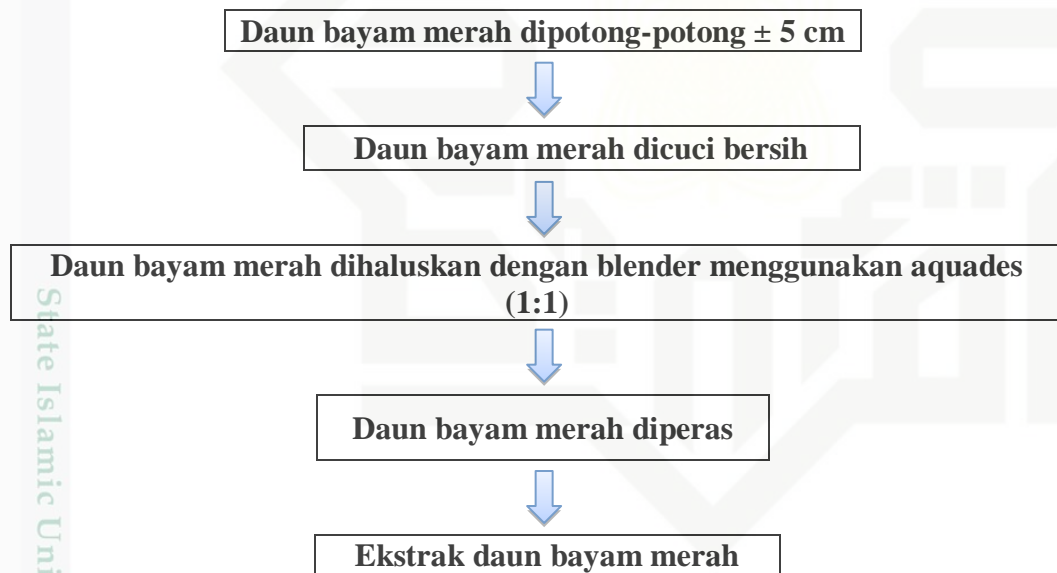 Daun bayam merah dipotong-potong ± 5 cm
Daun bayam merah dicuci bersih
Daun bayam merah dihaluskan dengan blender menggunakan aquades
(1:1)
Daun bayam merah diperas
Ekstrak daun bayam merah
State Islamic Uni